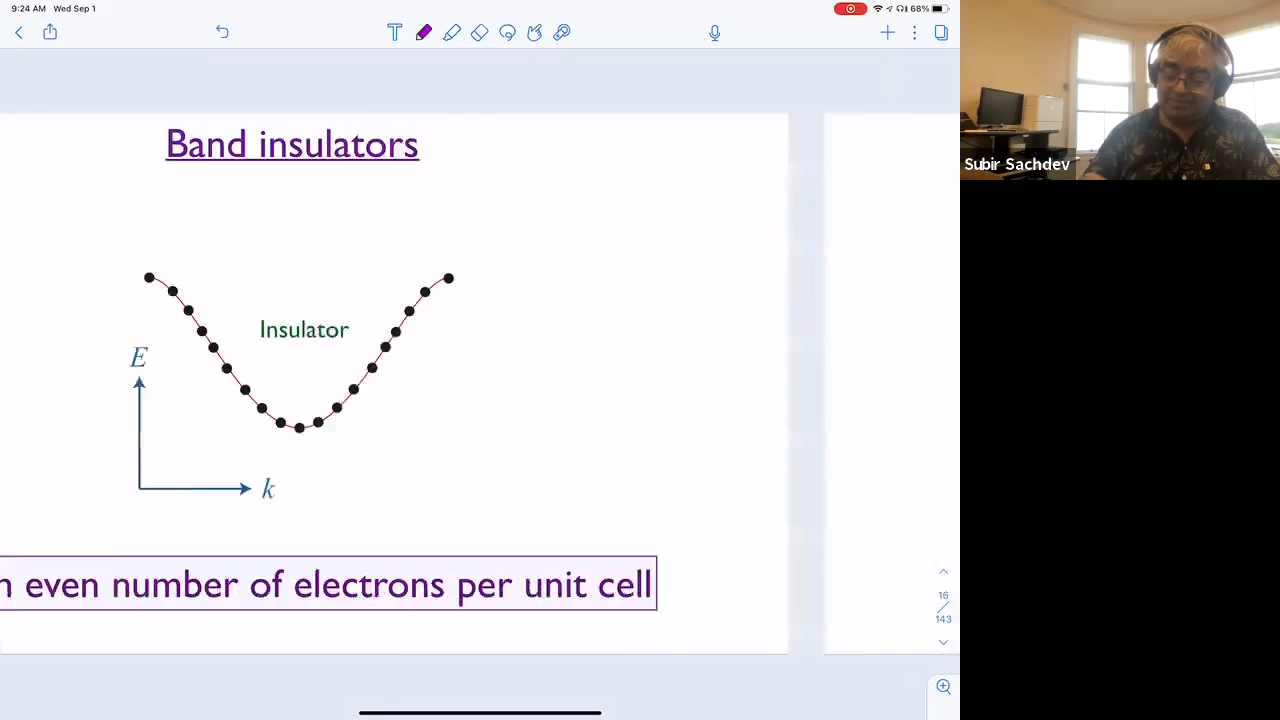 9:24 AM Wed Sep 1
68%
T
Band insulators
Insulator
E
k
n even number of electrons per unit cell
16
143
Subir Sachdev